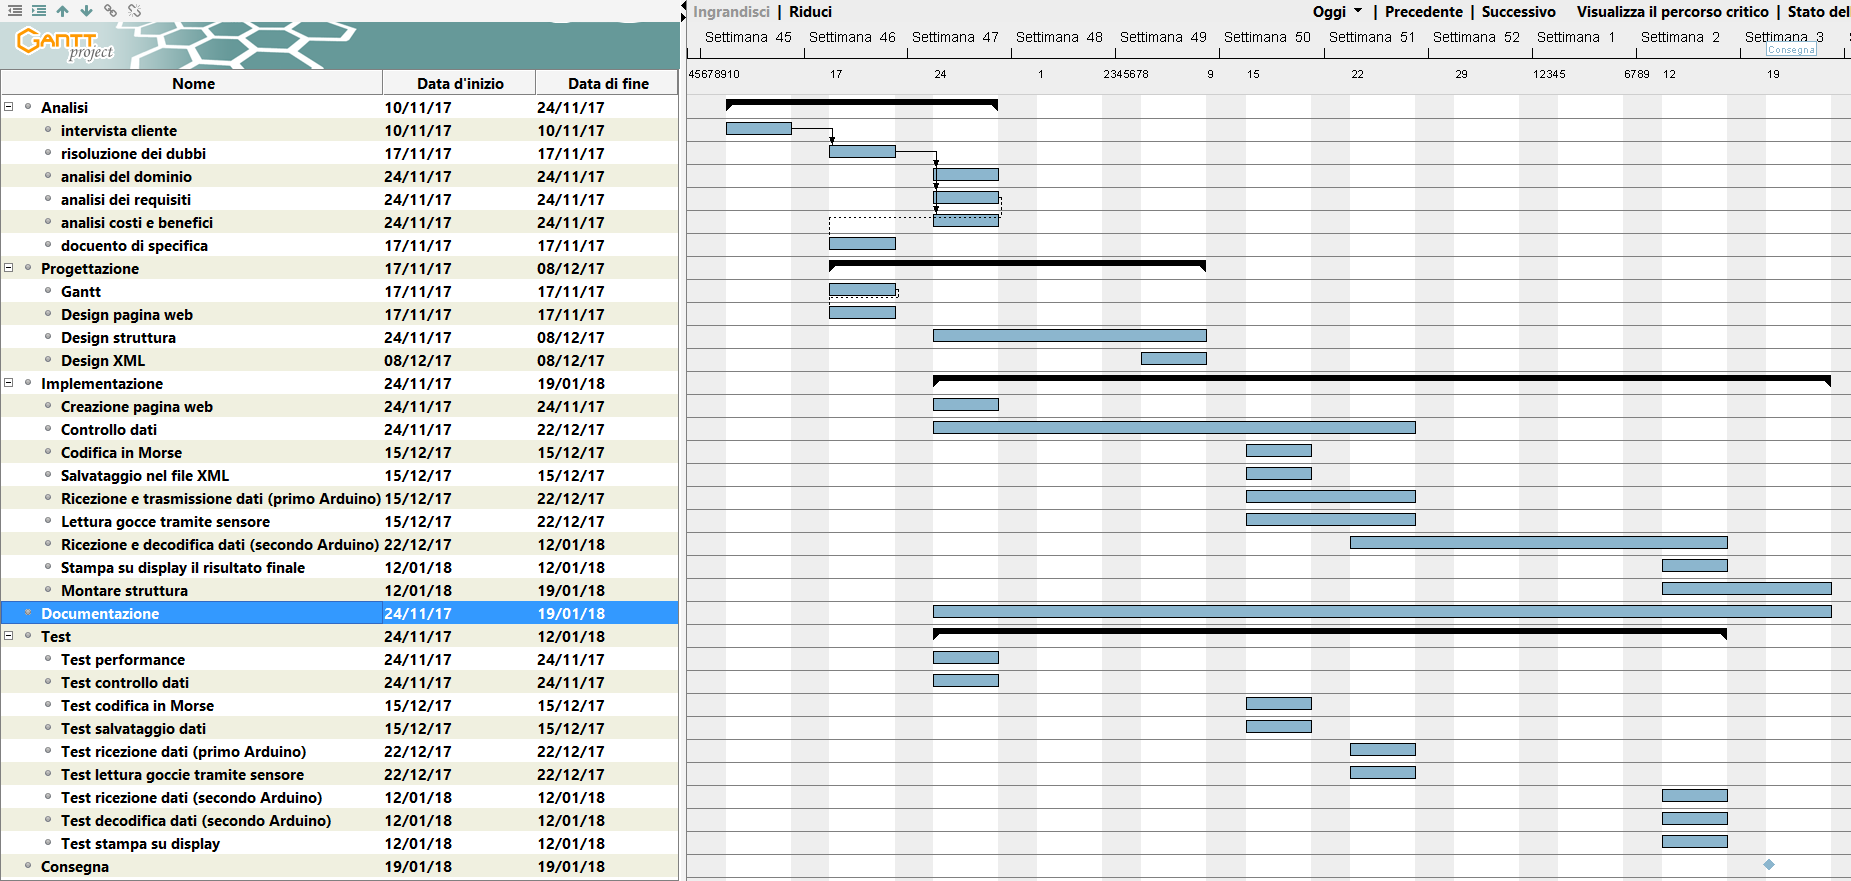 Ingrandisci | Riduci
Oggi | Precedente | Successivo Visualizza il percorso critico | Stato del
GANTT project
Settimana 45 Settimana 46 Settimana 47 Settimana 48 Settimana 49 Settimana 50 Settimana 51 Settimana 52 Settimana 1 Settimana 2 Settimana 3
Consegna
45678910 17 24 1 2345678 9 15 22 29 12345 6789 12 19
Nome Data d'inizio Data di fine
Analisi 10/11/17 24/11/17
intervista cliente 10/11/17 10/11/17
risoluzione dei dubbi 17/11/17 17/11/17
analisi del dominio 24/11/17 24/11/17
analisi dei requisiti 24/11/17 24/11/17
analisi costi e benefici 24/11/17 24/11/17
docuento di specifica 17/11/17 17/11/17
Progettazione 17/11/17 08/12/17
Gantt 17/11/17 17/11/17
Design pagina web 17/11/17 17/11/17
Design struttura 24/11/17 08/12/17
Design XML 08/12/17 08/12/17
Implementazione 24/11/17 19/01/18
Creazione pagina web 24/11/17 24/11/17
Controllo dati 24/11/17 22/12/17
Codifica in Morse 15/12/17 15/12/17
Salvataggio nel file XML 15/12/17 15/12/17
Ricezione e trasmissione dati (primo Arduino) 15/12/17 22/12/17
Lettura gocce tramite sensore 15/12/17 22/12/17
Ricezione e decodifica dati (secondo Arduino) 22/12/17 12/01/18
Stampa su display il risultato finale 12/01/18 12/01/18
Montare struttura 12/01/18 19/01/18
Documentazione 24/11/17 19/01/18
Test 24/11/17 12/01/18
Test performance 24/11/17 24/11/17
Test controllo dati 24/11/17 24/11/17
Test codifica in Morse 15/12/17 15/12/17
Test salvataggio dati 15/12/17 15/12/17
Test ricezione dati (primo Arduino) 22/12/17 22/12/17
Test lettura goccie tramite sensore 22/12/17 22/12/17
Test ricezione dati (secondo Arduino) 12/01/18 12/01/18
Test decodifica dati (secondo Arduino) 12/01/18 12/01/18
Test stampa su display 12/01/18 12/01/18
Consegna 19/01/18 19/01/18